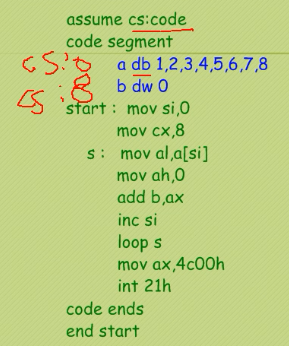 assume cs:code
code segment
cs:0 a db 1,2,3,4,5,6,7,8
cs:8 b dw 0
start : mov si,0
mov cx,8
s : mov al,a[si]
mov ah,0
add b,ax
inc si
loop s
mov ax,4c00h
int 21h
code ends
end start